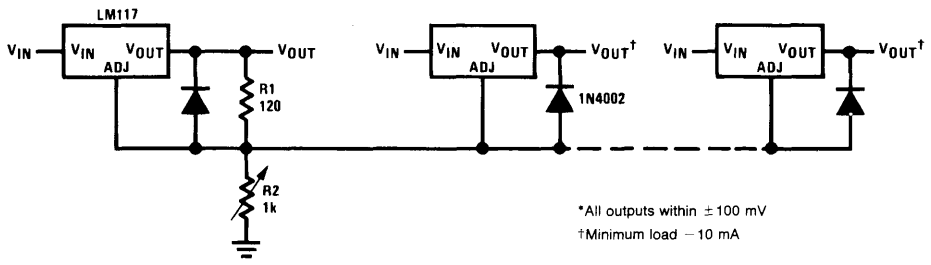 LM117
VIN VIN VOUT VOUT
ADJ
R1
120
R2
1k
VIN VIN VOUT VOUT†
ADJ
1N4002
VIN VIN VOUT VOUT†
ADJ
*All outputs within ±100 mV
†Minimum load −10 mA